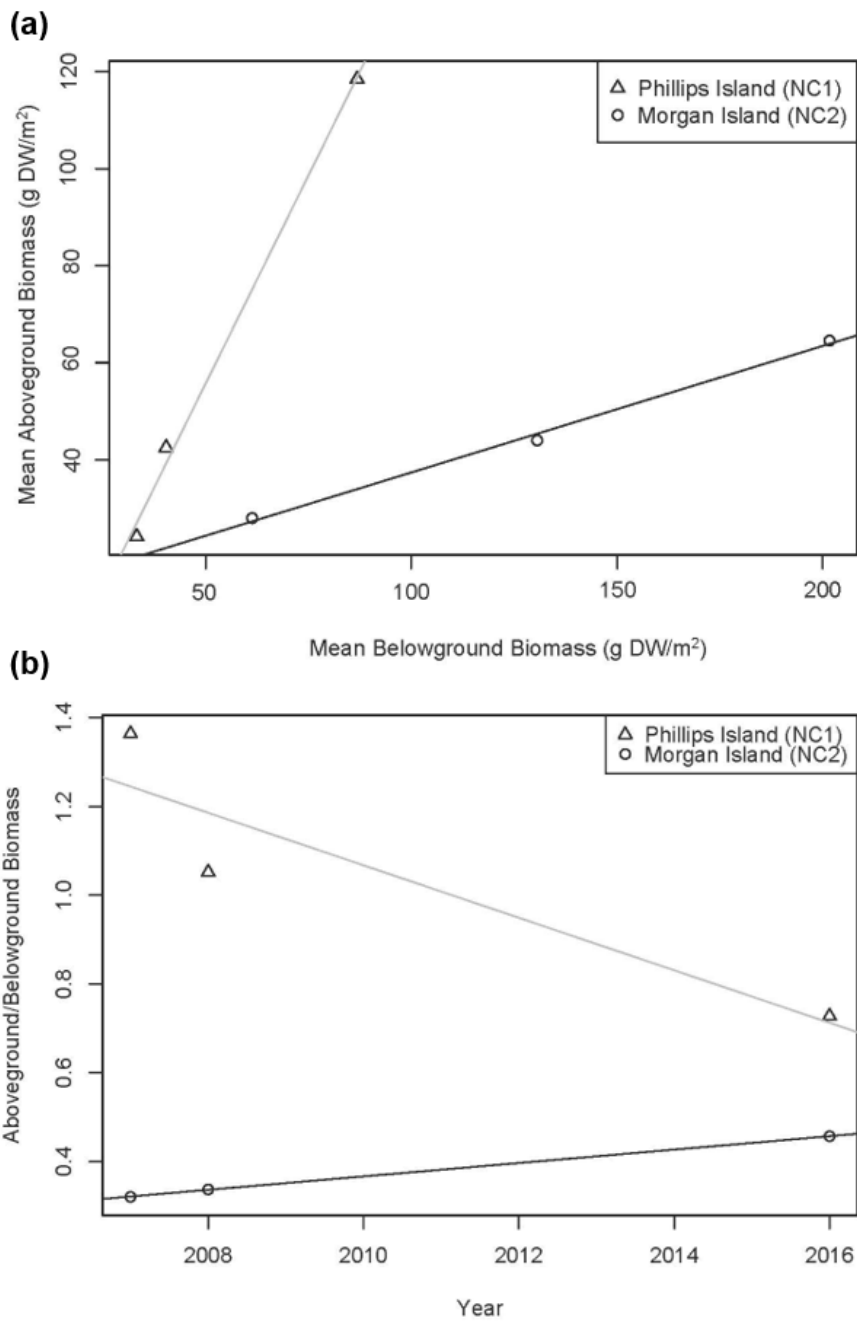 (a)
Mean Aboveground Biomass (g DW/m²)
120
100
80
60
40
Phillips Island (NC1)
Morgan Island (NC2)
50 100 150 200
Mean Belowground Biomass (g DW/m²)
(b)
Aboveground/Belowground Biomass
1.4
1.2
1.0
0.8
0.6
0.4
Phillips Island (NC1)
Morgan Island (NC2)
2008 2010 2012 2014 2016
Year